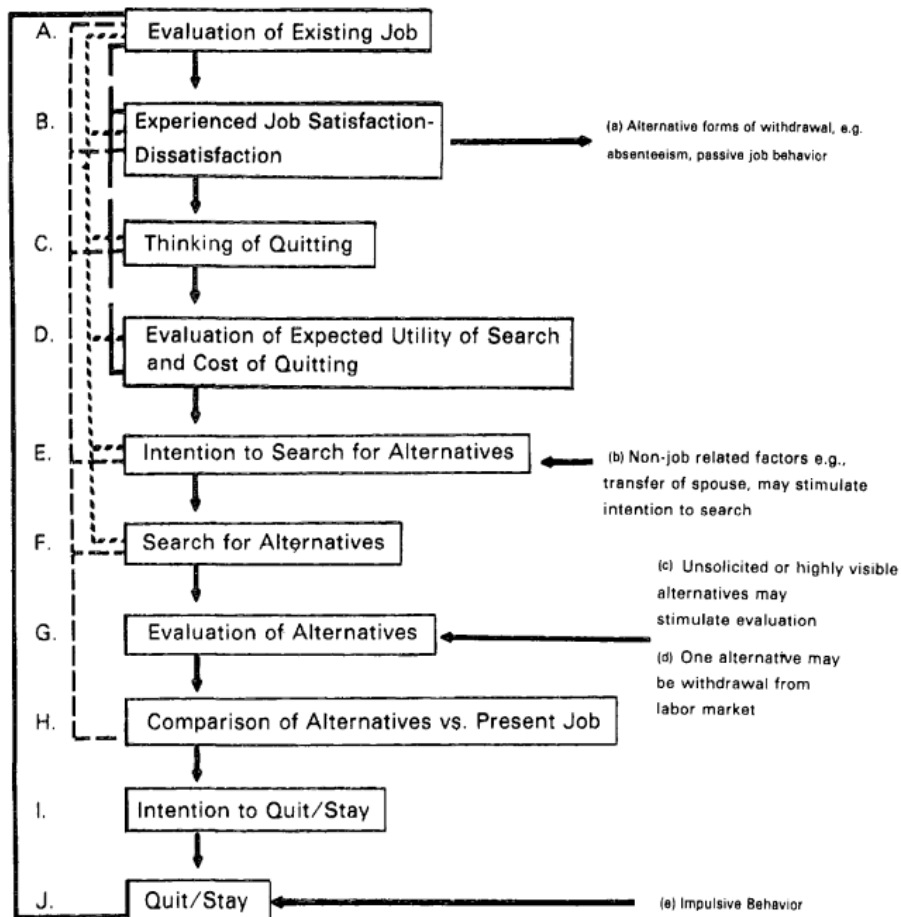 A. Evaluation of Existing Job
B. Experienced Job Satisfaction-
Dissatisfaction
(a) Alternative forms of withdrawal, e.g.
absenteeism, passive job behavior
C. Thinking of Quitting
D. Evaluation of Expected Utility of Search
and Cost of Quitting
E. Intention to Search for Alternatives
(b) Non-job related factors e.g.,
transfer of spouse, may stimulate
intention to search
F. Search for Alternatives
(c) Unsolicited or highly visible
alternatives may
stimulate evaluation
G. Evaluation of Alternatives
(d) One alternative may
be withdrawal from
labor market
H. Comparison of Alternatives vs. Present Job
I. Intention to Quit/Stay
J. Quit/Stay
(e) Impulsive Behavior